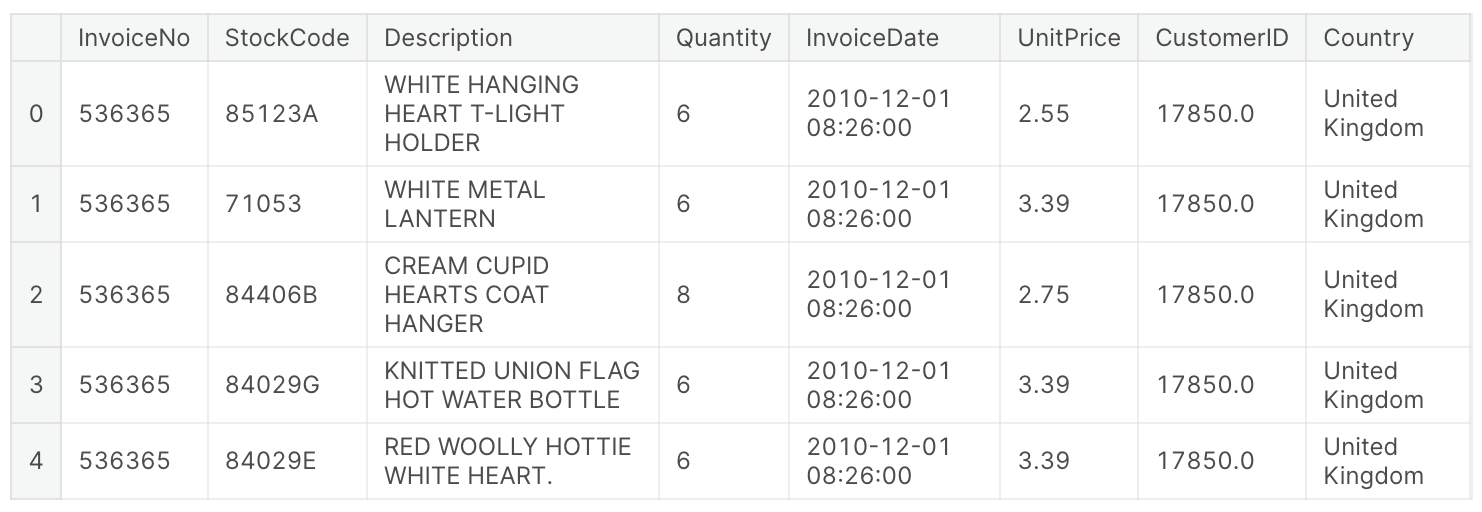 InvoiceNo StockCode Description Quantity InvoiceDate UnitPrice CustomerID Country
0 536365 85123A WHITE HANGING HEART T-LIGHT HOLDER 6 2010-12-01 08:26:00 2.55 17850.0 United Kingdom
1 536365 71053 WHITE METAL LANTERN 6 2010-12-01 08:26:00 3.39 17850.0 United Kingdom
2 536365 84406B CREAM CUPID HEARTS COAT HANGER 8 2010-12-01 08:26:00 2.75 17850.0 United Kingdom
3 536365 84029G KNITTED UNION FLAG HOT WATER BOTTLE 6 2010-12-01 08:26:00 3.39 17850.0 United Kingdom
4 536365 84029E RED WOOLLY HOTTIE WHITE HEART. 6 2010-12-01 08:26:00 3.39 17850.0 United Kingdom